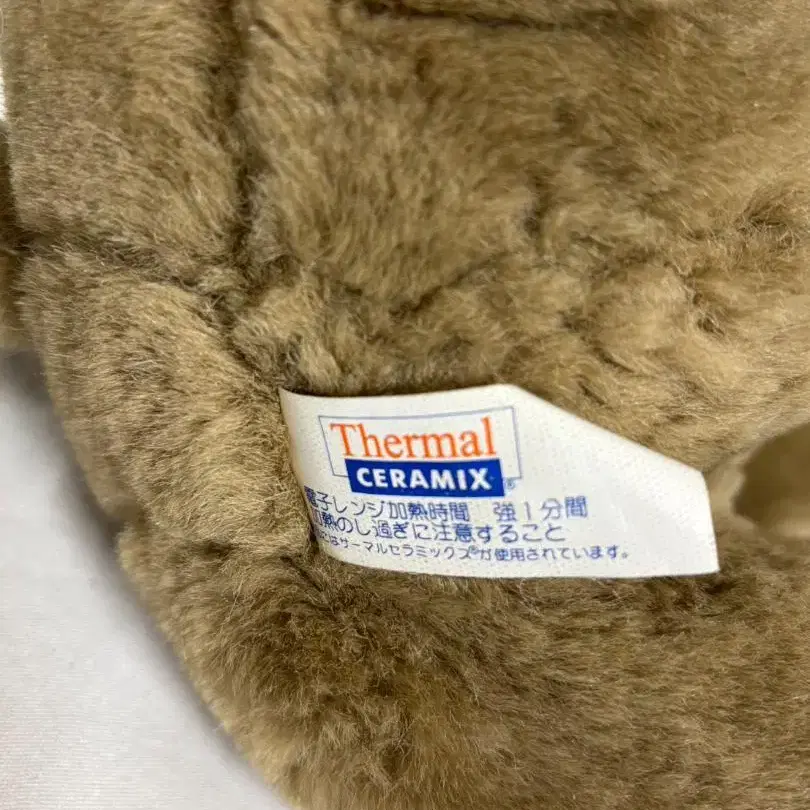 Thermal
CERAMIX®
電子レンジ加熱時間 強1分間
加熱のし過ぎに注意すること
にはサーマルセラミックス®が使用されています。